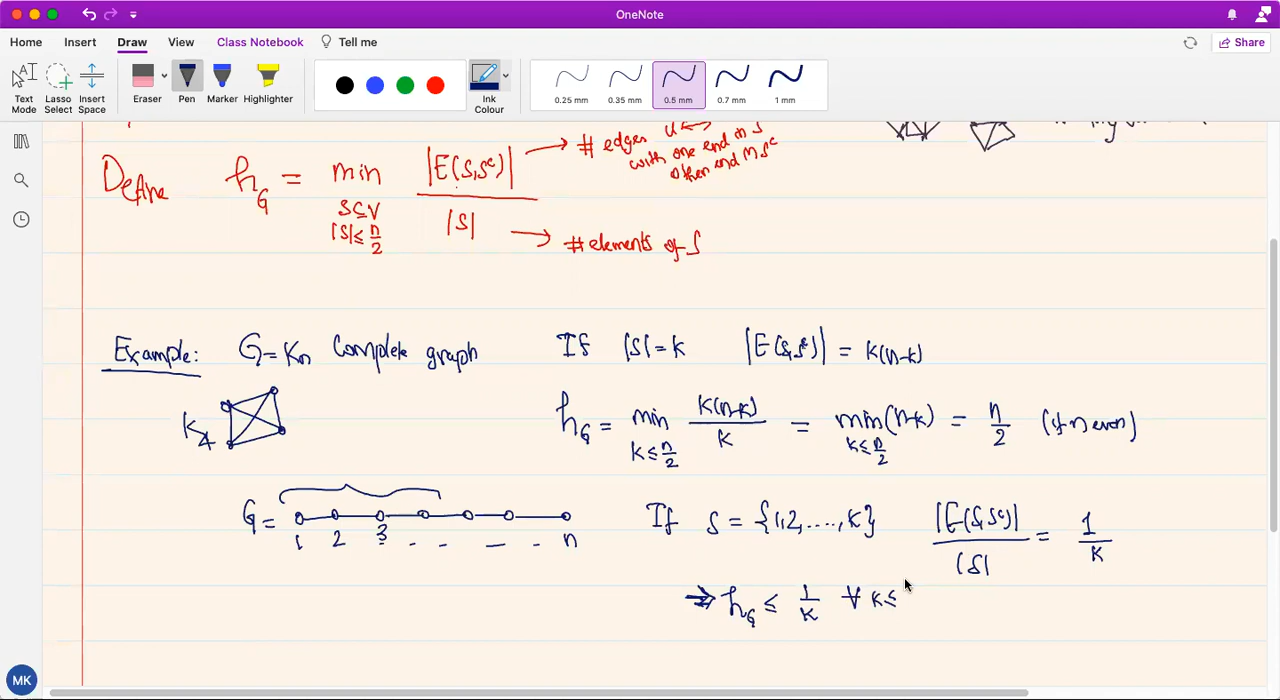 OneNote
Home Insert Draw View Class Notebook Tell me Share
Text Mode Lasso Select Insert Space Eraser Pen Marker Highlighter Ink Colour 0.25 mm 0.35 mm 0.5 mm 0.7 mm 1 mm
Define h_G = min |E(S,S^c)| / |S|
S⊆V
|S| ≤ n/2
→ # edges
with one end in S
other end in S^c
→ # elements of S
Example: G = Kn Complete graph If |S| = k |E(S,S^c)| = k(n-k)
K4
h_G = min k≤n/2 k(n-k)/k = min k≤n/2 (n-k) = n/2 (if n even)
G = 1 2 3 - - - - n
If S = {1,2,....,k} |E(S,S^c)| / |S| = 1/k
⇒ h_G ≤ 1/k ∀ k ≤
MK